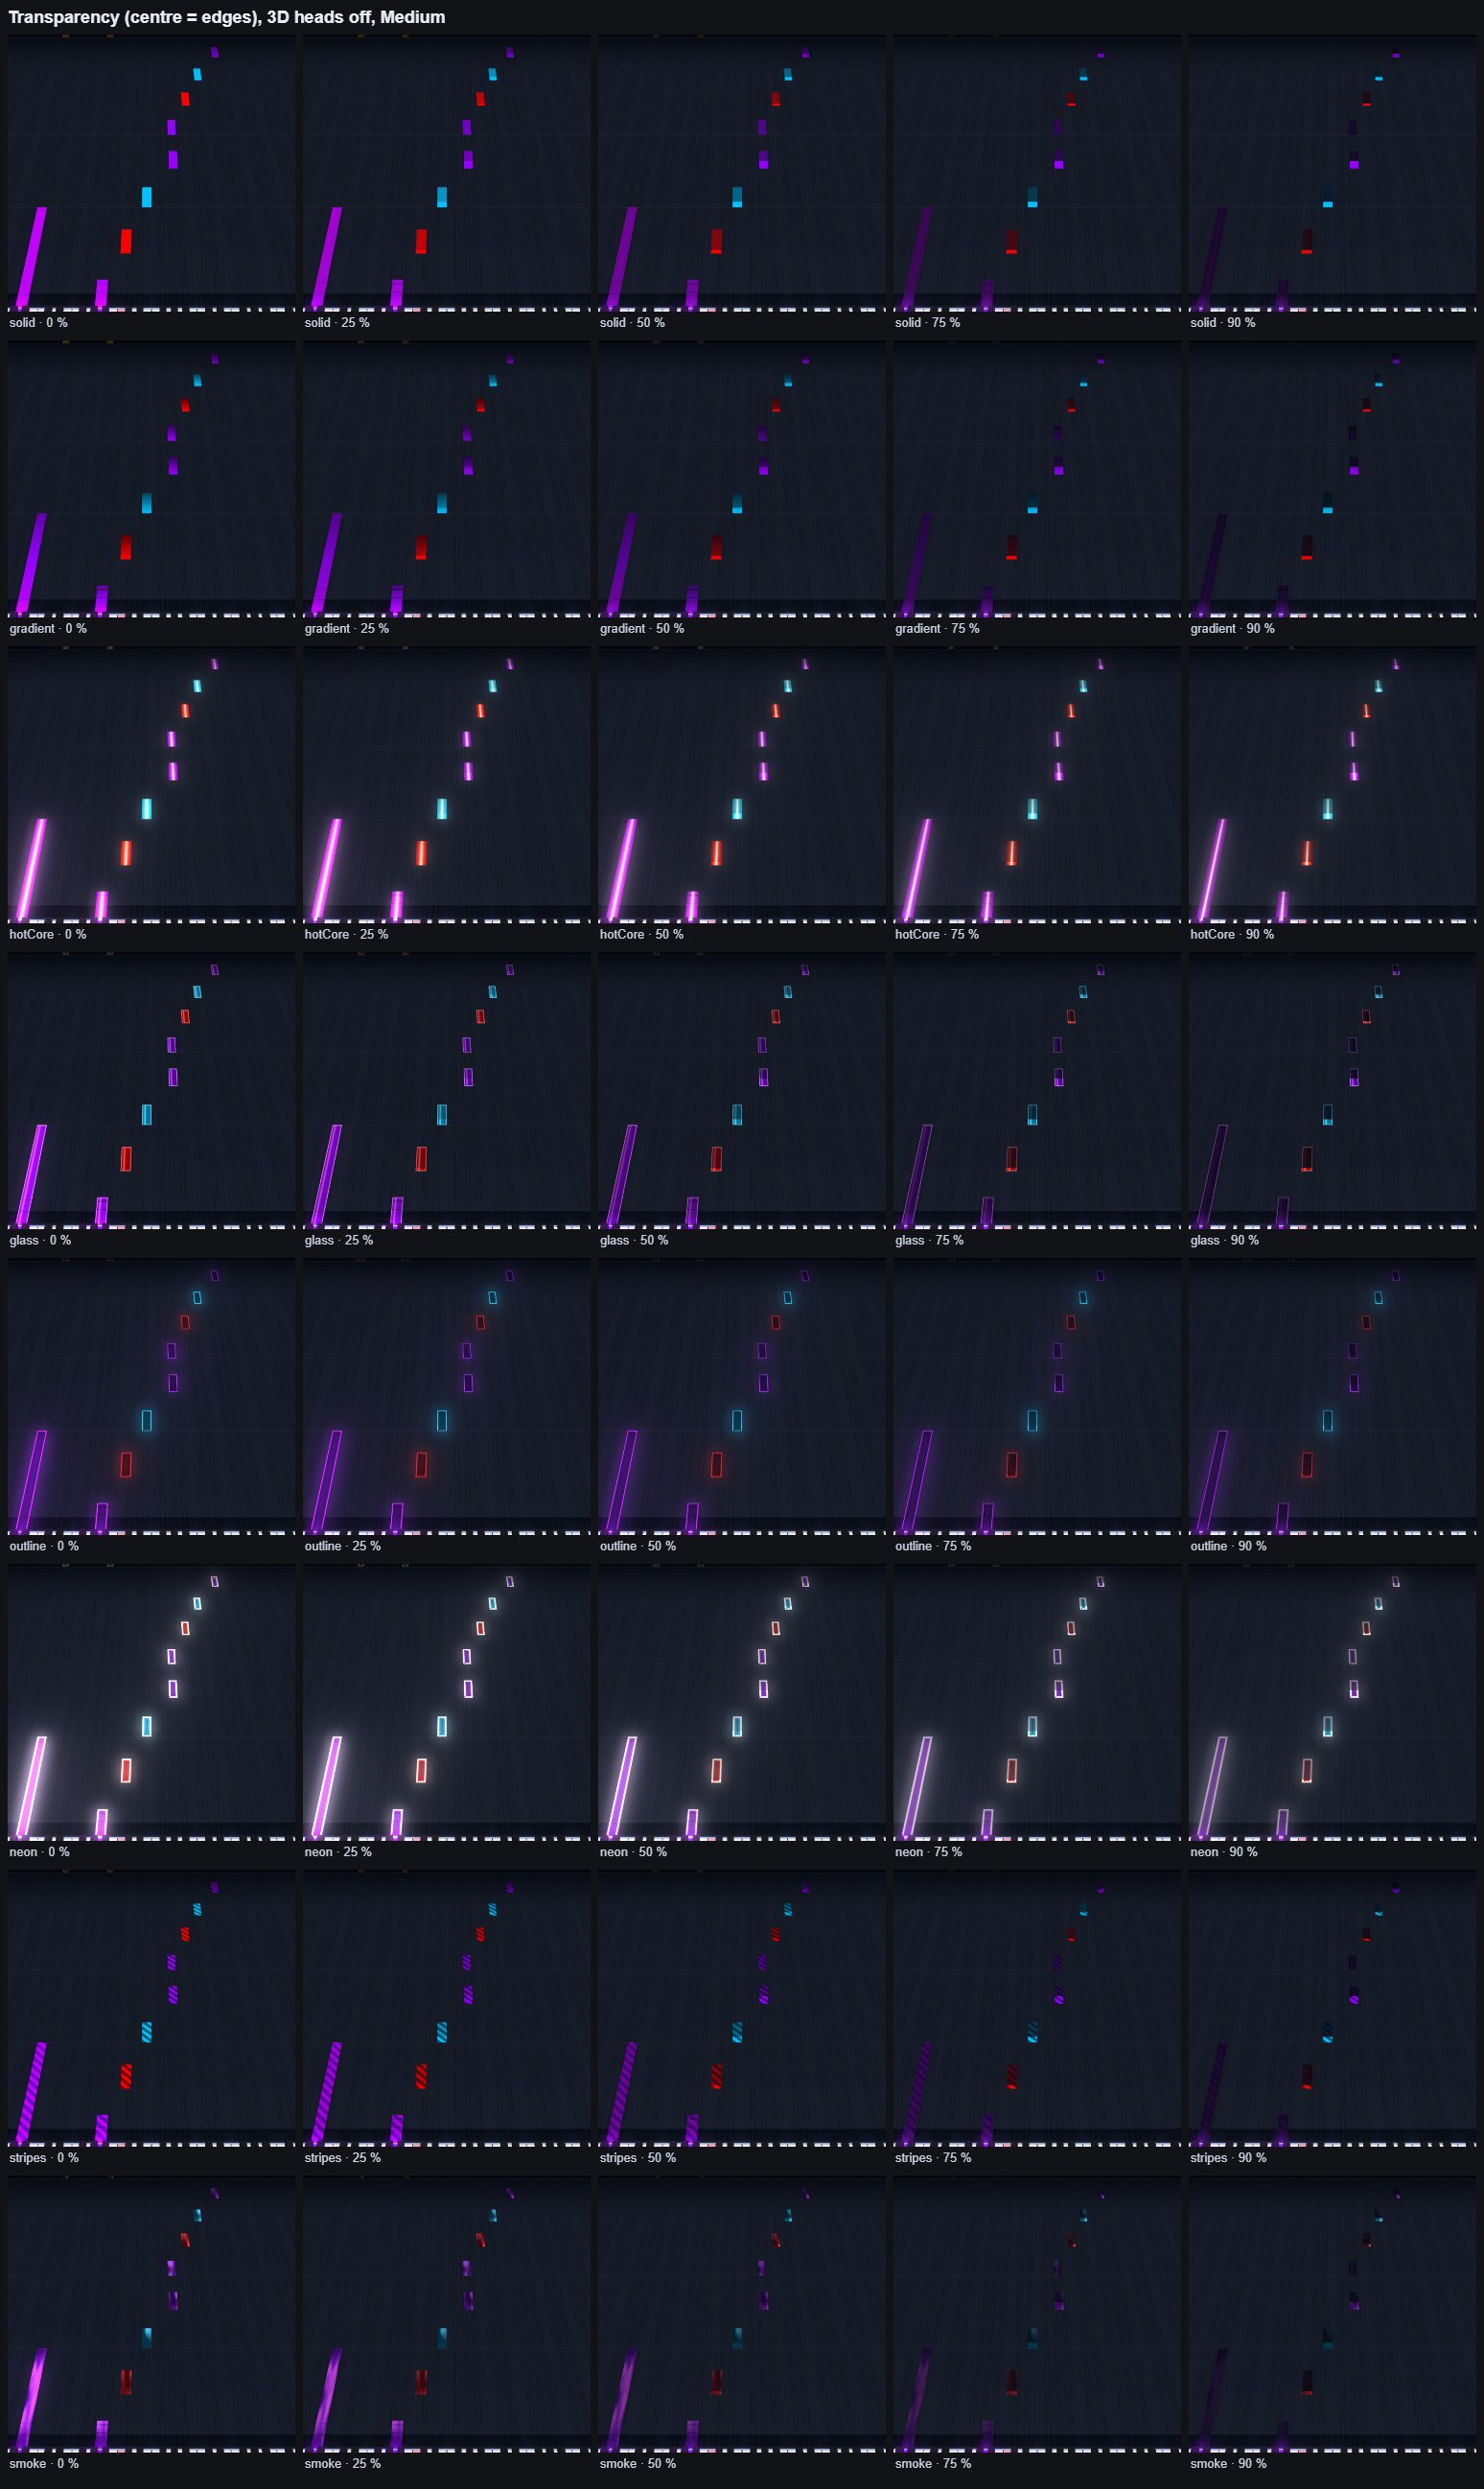 Transparency (centre = edges), 3D heads off, Medium
solid · 0 %
solid · 25 %
solid · 50 %
solid · 75 %
solid · 90 %
gradient · 0 %
gradient · 25 %
gradient · 50 %
gradient · 75 %
gradient · 90 %
hotCore · 0 %
hotCore · 25 %
hotCore · 50 %
hotCore · 75 %
hotCore · 90 %
glass · 0 %
glass · 25 %
glass · 50 %
glass · 75 %
glass · 90 %
outline · 0 %
outline · 25 %
outline · 50 %
outline · 75 %
outline · 90 %
neon · 0 %
neon · 25 %
neon · 50 %
neon · 75 %
neon · 90 %
stripes · 0 %
stripes · 25 %
stripes · 50 %
stripes · 75 %
stripes · 90 %
smoke · 0 %
smoke · 25 %
smoke · 50 %
smoke · 75 %
smoke · 90 %